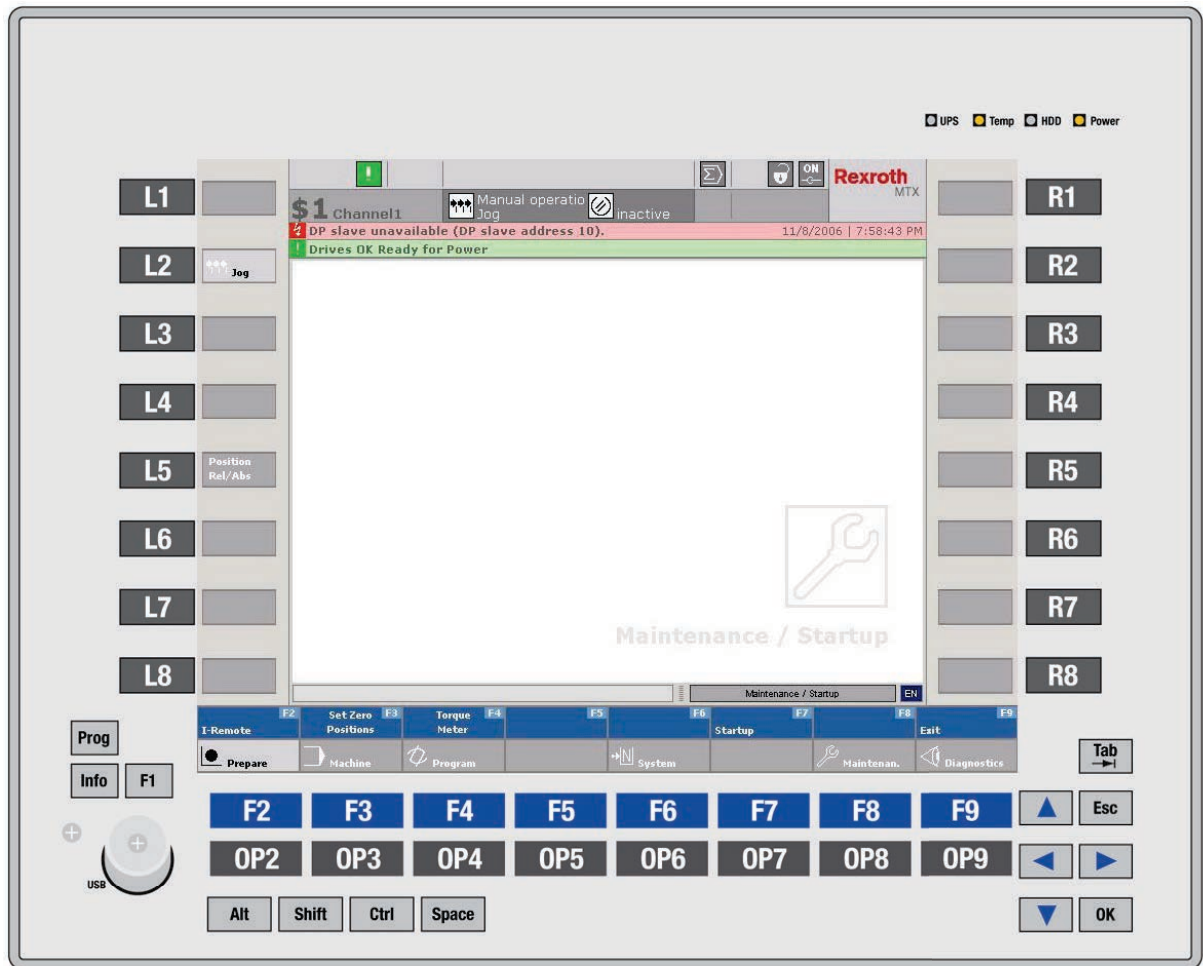 UPS Temp HDD Power
L1
L2
L3
L4
L5
L6
L7
L8
ON
Rexroth
MTX
$1 Channel1
Manual operatio
Jog
inactive
DP slave unavailable (DP slave address 10).
11/8/2006 | 7:58:43 PM
Drives OK Ready for Power
Jog
Position
Rel/Abs
Maintenance / Startup
Maintenance / Startup EN
R1
R2
R3
R4
R5
R6
R7
R8
F2 F3 F4 F5 F6 F7 F8 F9
I-Remote
Set Zero
Positions
Torque
Meter
Startup
Exit
Prepare Machine Program N System Maintenan. Diagnostics
Prog
Info F1
USB
F2 F3 F4 F5 F6 F7 F8 F9
OP2 OP3 OP4 OP5 OP6 OP7 OP8 OP9
Alt Shift Ctrl Space
Tab
Esc
OK